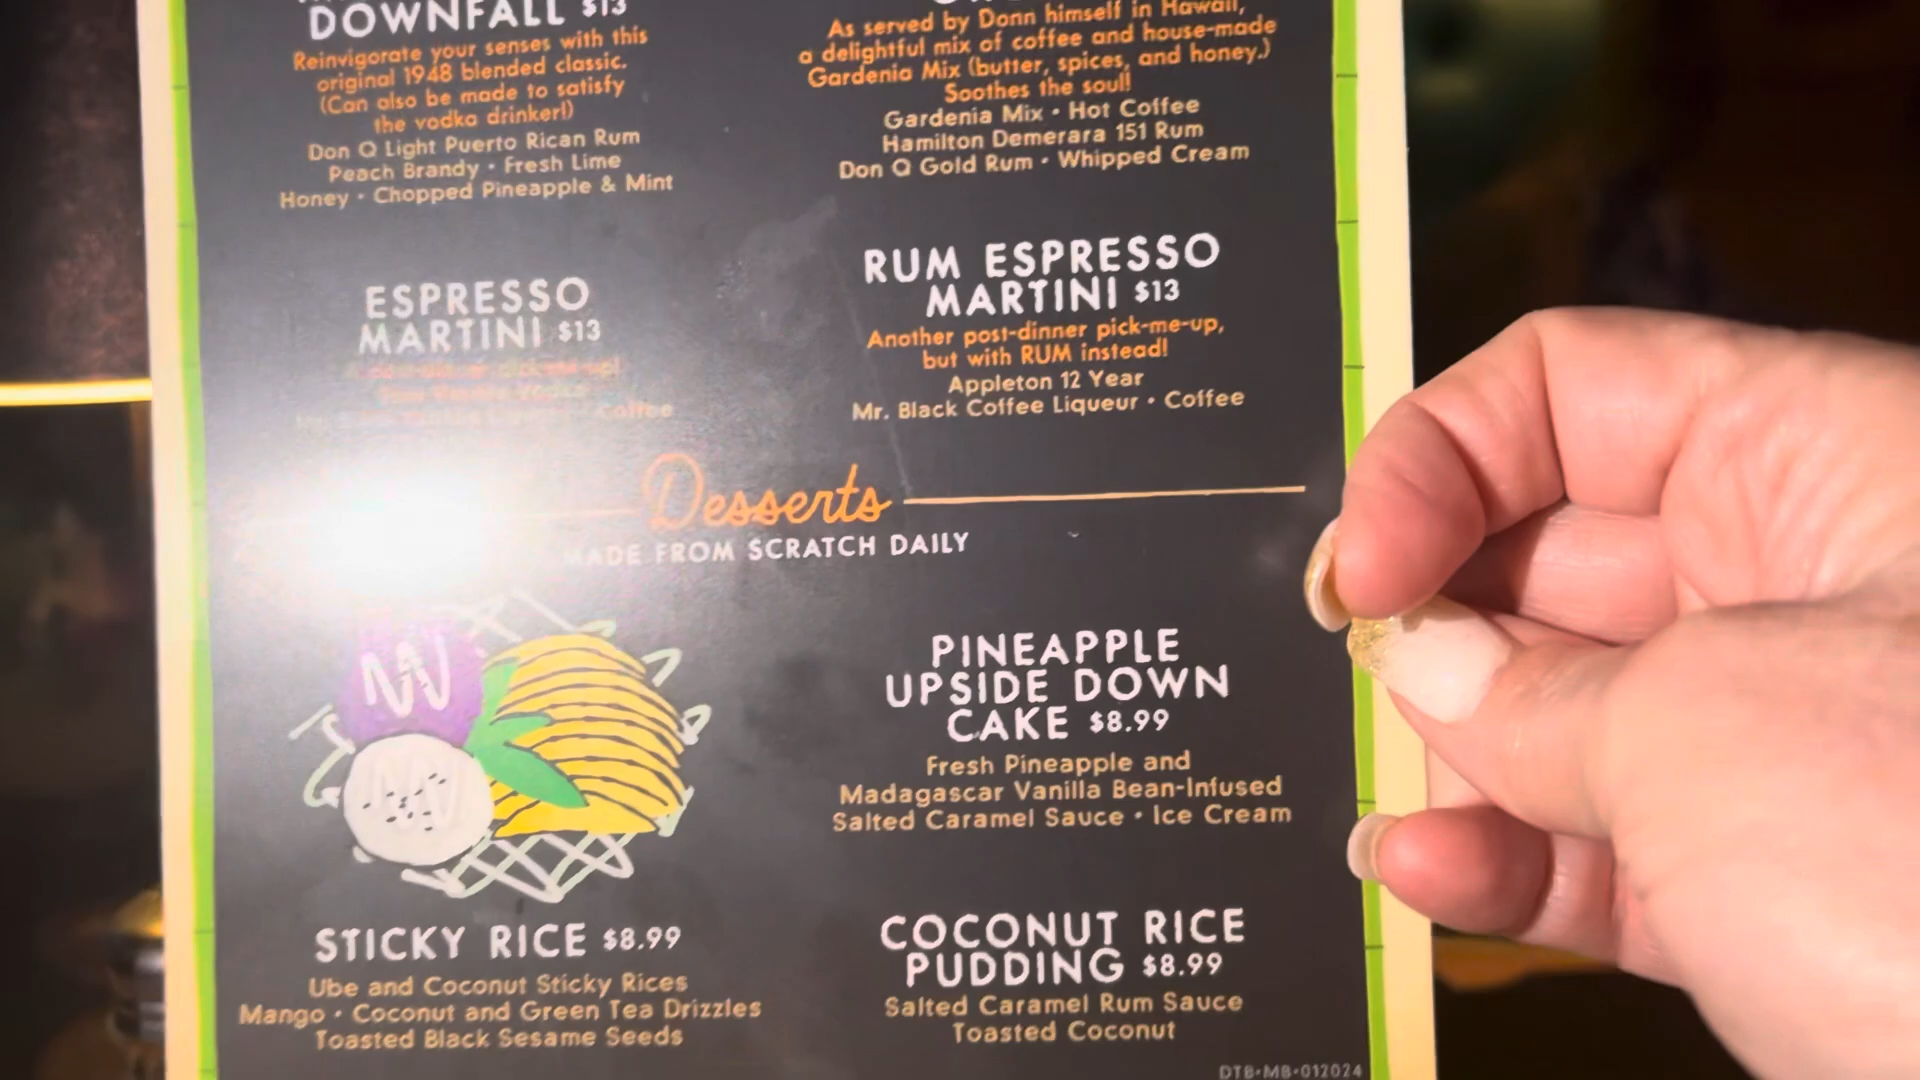 DOWNFALL $13
Reinvigorate your senses with this
original 1948 blended classic.
(Can also be made to satisfy
the vodka drinker!)
Don Q Light Puerto Rican Rum
Peach Brandy • Fresh Lime
Honey • Chopped Pineapple & Mint
As served by Donn himself in Hawaii,
a delightful mix of coffee and house-made
Gardenia Mix (butter, spices, and honey.)
Soothes the soul!
Gardenia Mix • Hot Coffee
Hamilton Demerara 151 Rum
Don Q Gold Rum • Whipped Cream
ESPRESSO
MARTINI $13
Coffee
RUM ESPRESSO
MARTINI $13
Another post-dinner pick-me-up,
but with RUM instead!
Appleton 12 Year
Mr. Black Coffee Liqueur • Coffee
Desserts
MADE FROM SCRATCH DAILY
STICKY RICE $8.99
Ube and Coconut Sticky Rices
Mango • Coconut and Green Tea Drizzles
Toasted Black Sesame Seeds
PINEAPPLE
UPSIDE DOWN
CAKE $8.99
Fresh Pineapple and
Madagascar Vanilla Bean-Infused
Salted Caramel Sauce • Ice Cream
COCONUT RICE
PUDDING $8.99
Salted Caramel Rum Sauce
Toasted Coconut
DTB•MB•012024